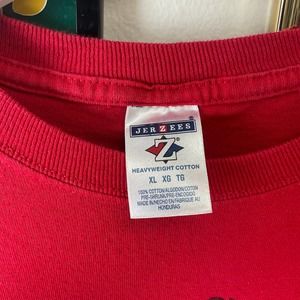 JERZEES
Z
HEAVYWEIGHT COTTON
XL XG TG
100% COTTON/ALGODON/COTON
PRE-SHRUNK/PRE-ENCOGIDO
MADE IN/HECHO EN/FABRIQUE AU
HONDURAS